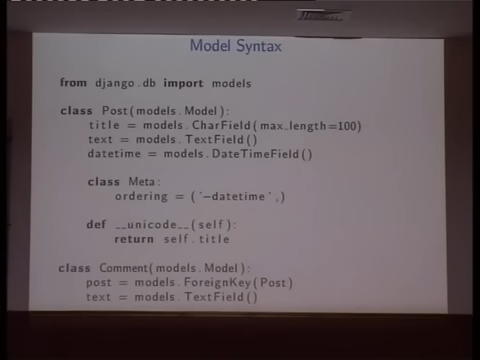 Model Syntax
from django.db import models
class Post(models.Model):
title = models.CharField(max_length=100)
text = models.TextField()
datetime = models.DateTimeField()
class Meta:
ordering = ('-datetime',)
def __unicode__(self):
return self.title
class Comment(models.Model):
post = models.ForeignKey(Post)
text = models.TextField()